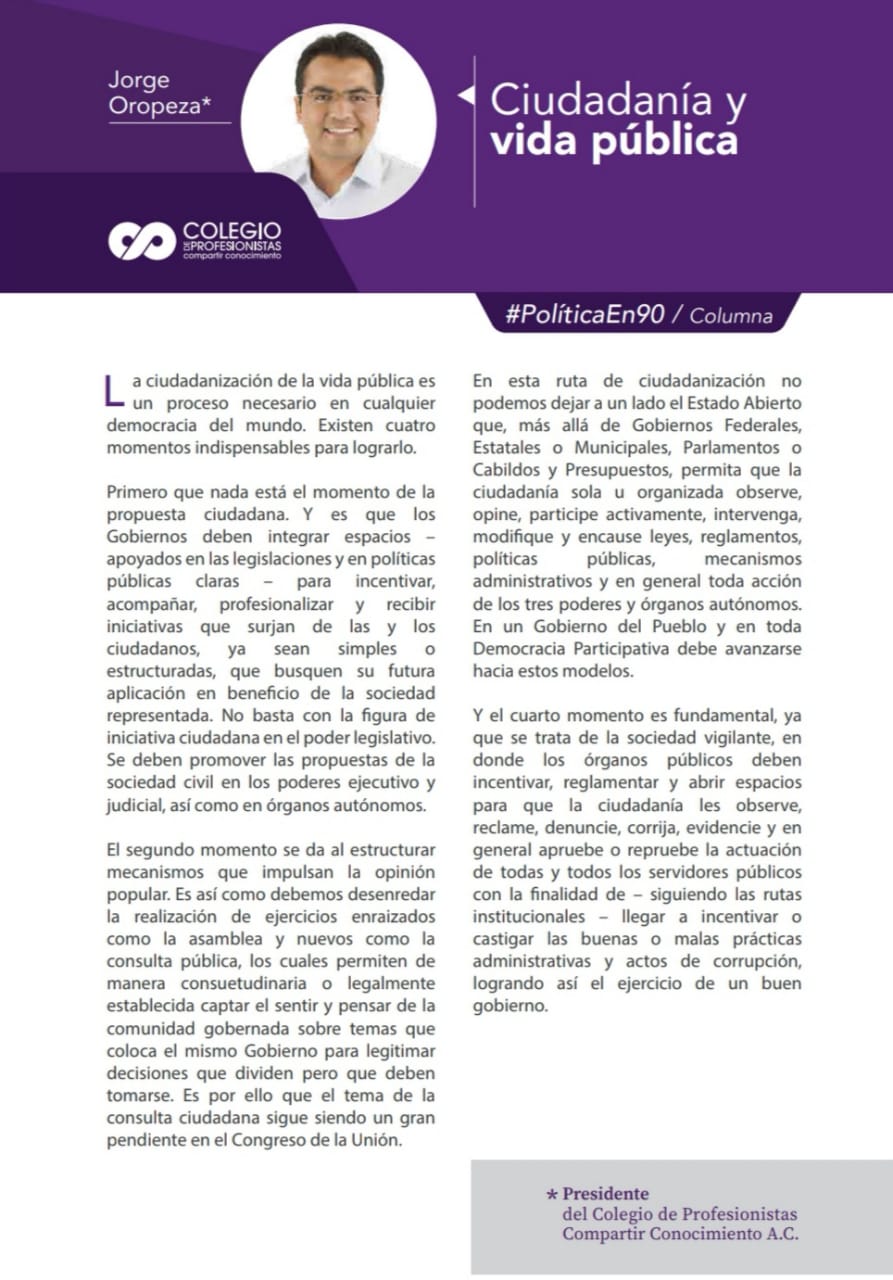 Jorge
Oropeza*
Ciudadanía y
vida pública
COLEGIO
DE PROFESIONISTAS
compartir conocimiento
#PolíticaEn90 / Columna
La ciudadanización de la vida pública es
un proceso necesario en cualquier
democracia del mundo. Existen cuatro
momentos indispensables para lograrlo.
Primero que nada está el momento de la
propuesta ciudadana. Y es que los
Gobiernos deben integrar espacios –
apoyados en las legislaciones y en políticas
públicas claras – para incentivar,
acompañar, profesionalizar y recibir
iniciativas que surjan de las y los
ciudadanos, ya sean simples o
estructuradas, que busquen su futura
aplicación en beneficio de la sociedad
representada. No basta con la figura de
iniciativa ciudadana en el poder legislativo.
Se deben promover las propuestas de la
sociedad civil en los poderes ejecutivo y
judicial, así como en órganos autónomos.
El segundo momento se da al estructurar
mecanismos que impulsan la opinión
popular. Es así como debemos desenredar
la realización de ejercicios enraizados
como la asamblea y nuevos como la
consulta pública, los cuales permiten de
manera consuetudinaria o legalmente
establecida captar el sentir y pensar de la
comunidad gobernada sobre temas que
coloca el mismo Gobierno para legitimar
decisiones que dividen pero que deben
tomarse. Es por ello que el tema de la
consulta ciudadana sigue siendo un gran
pendiente en el Congreso de la Unión.
En esta ruta de ciudadanización no
podemos dejar a un lado el Estado Abierto
que, más allá de Gobiernos Federales,
Estatales o Municipales, Parlamentos o
Cabildos y Presupuestos, permita que la
ciudadanía sola u organizada observe,
opine, participe activamente, intervenga,
modifique y encause leyes, reglamentos,
políticas públicas, mecanismos
administrativos y en general toda acción
de los tres poderes y órganos autónomos.
En un Gobierno del Pueblo y en toda
Democracia Participativa debe avanzarse
hacia estos modelos.
Y el cuarto momento es fundamental, ya
que se trata de la sociedad vigilante, en
donde los órganos públicos deben
incentivar, reglamentar y abrir espacios
para que la ciudadanía les observe,
reclame, denuncie, corrija, evidencie y en
general apruebe o repruebe la actuación
de todas y todos los servidores públicos
con la finalidad de – siguiendo las rutas
institucionales – llegar a incentivar o
castigar las buenas o malas prácticas
administrativas y actos de corrupción,
logrando así el ejercicio de un buen
gobierno.
* Presidente
del Colegio de Profesionistas
Compartir Conocimiento A.C.